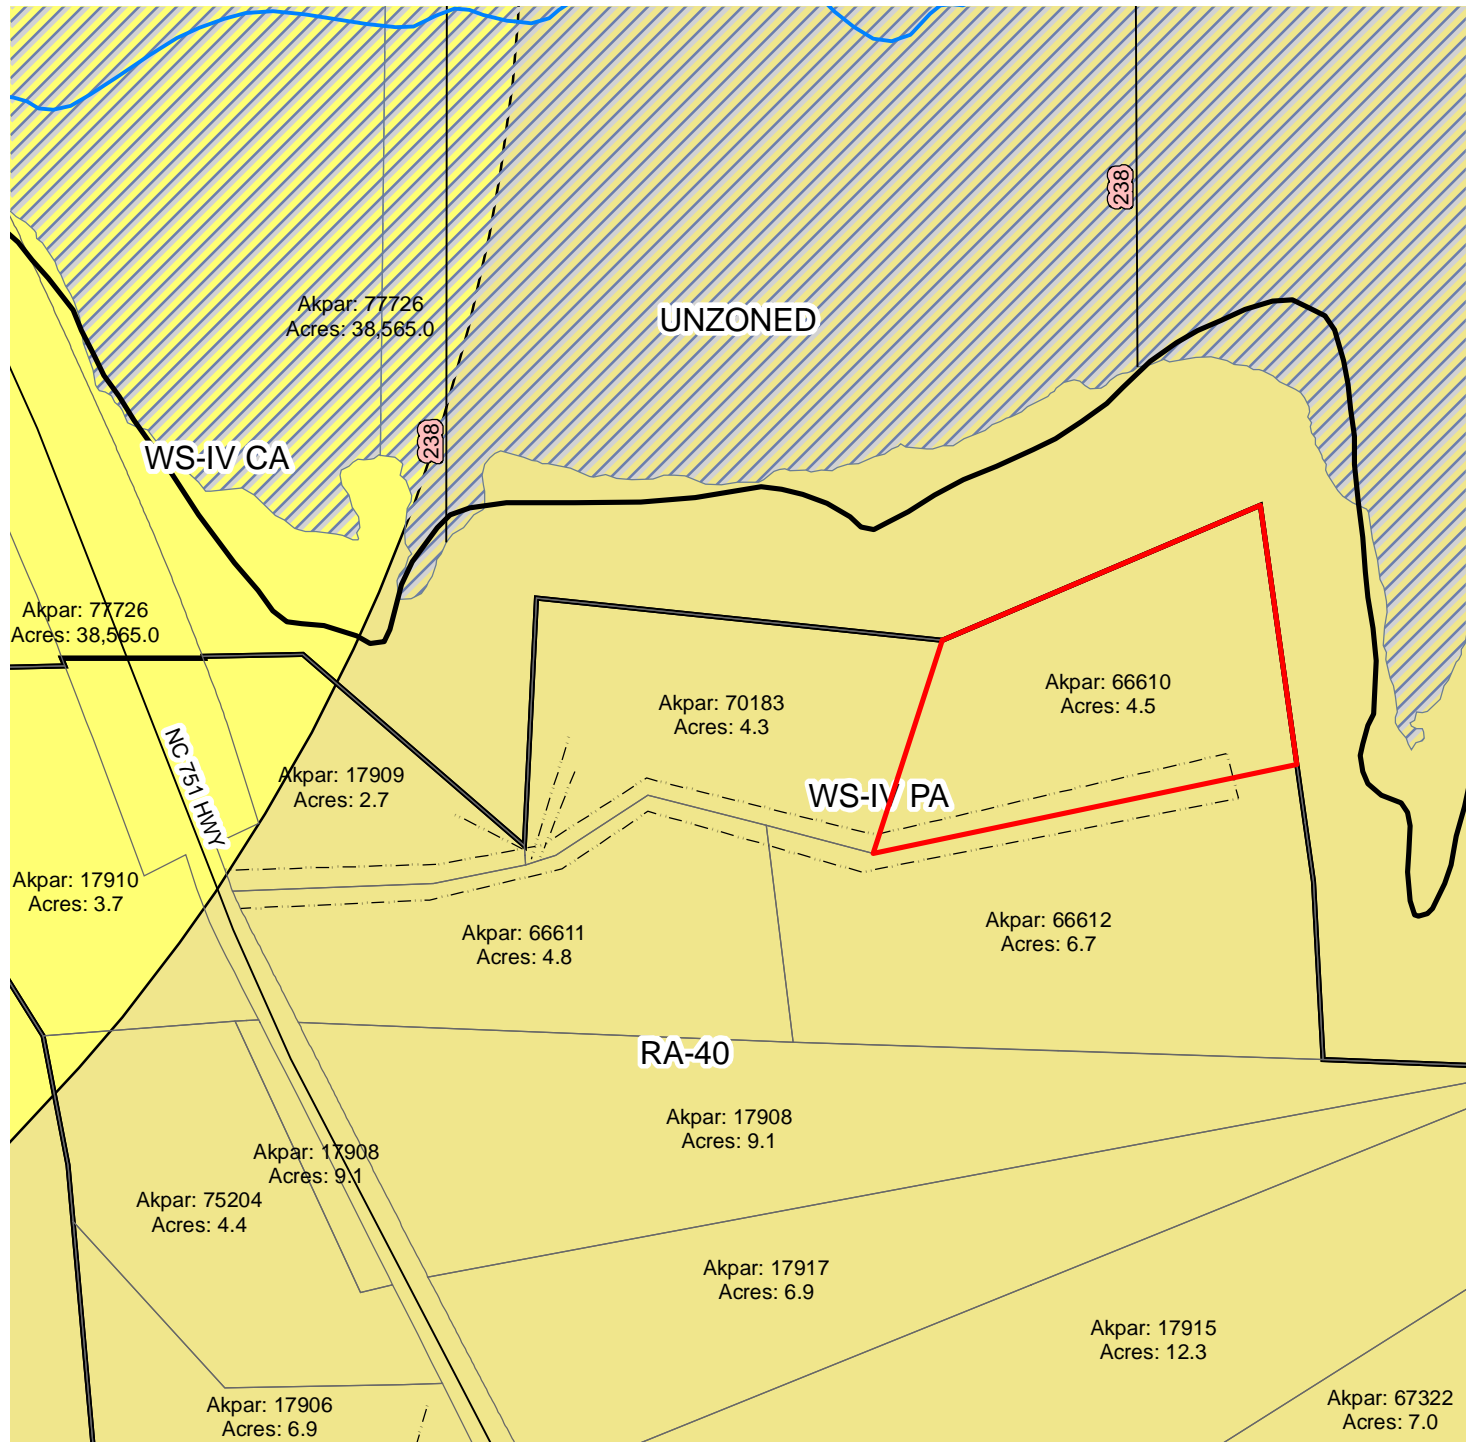 238
Akpar: 77726
Acres: 38,565.0
UNZONED
238
WS-IV CA
Akpar: 77726
Acres: 38,565.0
Akpar: 66610
Acres: 4.5
Akpar: 70183
Acres: 4.3
NC 751 HWY
Akpar: 17909
Acres: 2.7
WS-IV PA
Akpar: 17910
Acres: 3.7
Akpar: 66611
Acres: 4.8
Akpar: 66612
Acres: 6.7
RA-40
Akpar: 17908
Acres: 9.1
Akpar: 17908
Acres: 9.1
Akpar: 75204
Acres: 4.4
Akpar: 17917
Acres: 6.9
Akpar: 17915
Acres: 12.3
Akpar: 17906
Acres: 6.9
Akpar: 67322
Acres: 7.0